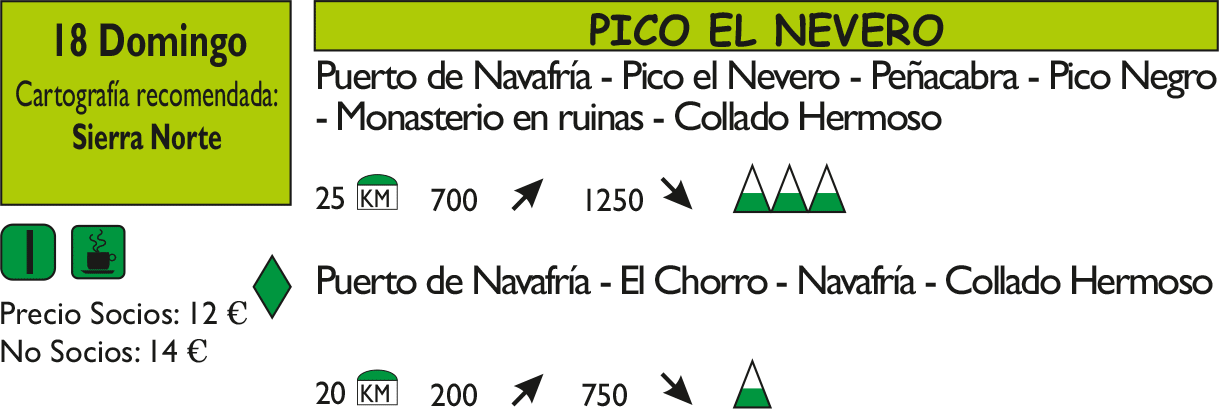 18 Domingo
Cartografía recomendada:
Sierra Norte
Precio Socios: 12 €
No Socios: 14 €
PICO EL NEVERO
Puerto de Navafría - Pico el Nevero - Peñacabra - Pico Negro
- Monasterio en ruinas - Collado Hermoso
25 KM 700 1250
Puerto de Navafría - El Chorro - Navafría - Collado Hermoso
20 KM 200 750